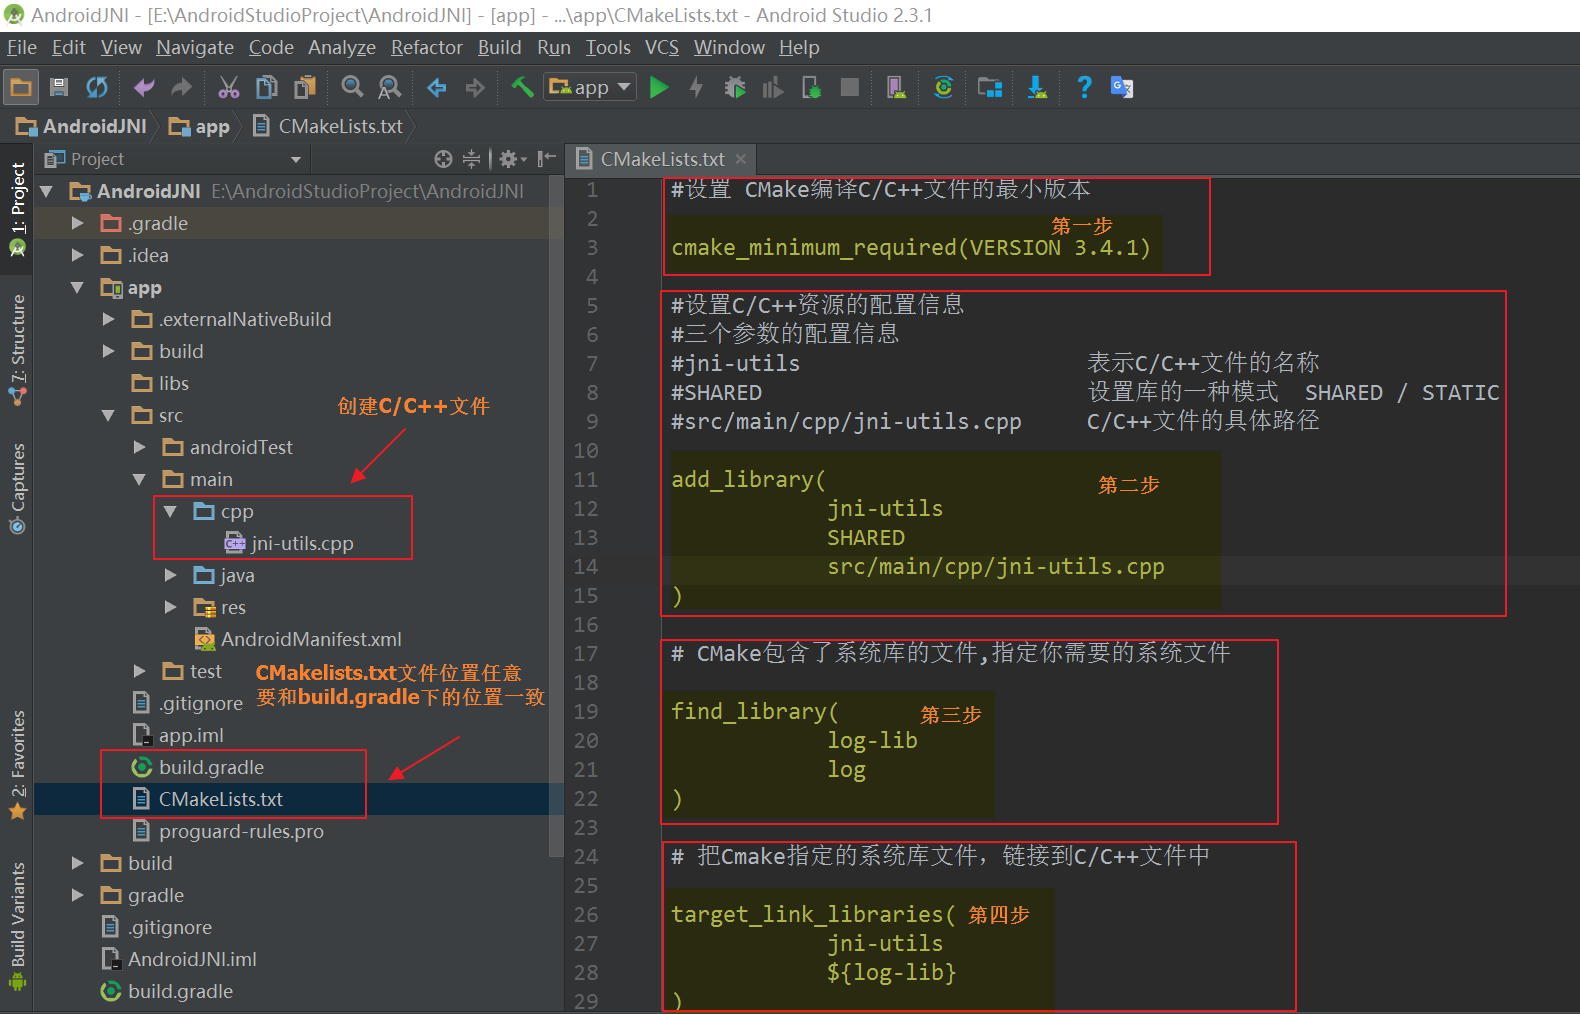 AndroidJNI - [E:\AndroidStudioProject\AndroidJNI] - [app] - ...\app\CMakeLists.txt - Android Studio 2.3.1
File Edit View Navigate Code Analyze Refactor Build Run Tools VCS Window Help
app
AndroidJNI app CMakeLists.txt
Project
CMakeLists.txt
1: Project
7: Structure
Captures
2: Favorites
Build Variants
AndroidJNI E:\AndroidStudioProject\AndroidJNI
.gradle
.idea
app
.externalNativeBuild
build
libs
src
创建C/C++文件
androidTest
main
cpp
jni-utils.cpp
java
res
AndroidManifest.xml
test
CMakelists.txt文件位置任意
要和build.gradle下的位置一致
.gitignore
app.iml
build.gradle
CMakeLists.txt
proguard-rules.pro
build
gradle
.gitignore
AndroidJNI.iml
build.gradle
1 #设置 CMake编译C/C++文件的最小版本
2 第一步
3 cmake_minimum_required(VERSION 3.4.1)
4
5 #设置C/C++资源的配置信息
6 #三个参数的配置信息
7 #jni-utils 表示C/C++文件的名称
8 #SHARED 设置库的一种模式 SHARED / STATIC
9 #src/main/cpp/jni-utils.cpp C/C++文件的具体路径
10
11 add_library( 第二步
12 jni-utils
13 SHARED
14 src/main/cpp/jni-utils.cpp
15 )
16
17 # CMake包含了系统库的文件,指定你需要的系统文件
18
19 find_library( 第三步
20 log-lib
21 log
22 )
23
24 # 把Cmake指定的系统库文件，链接到C/C++文件中
25
26 target_link_libraries( 第四步
27 jni-utils
28 ${log-lib}
29 )